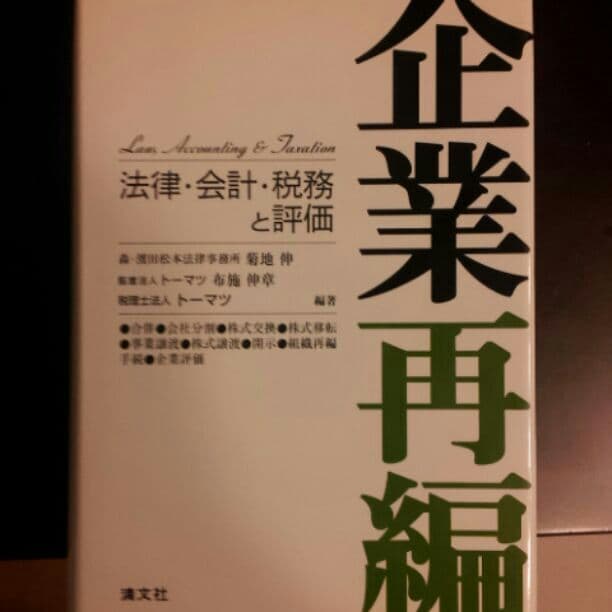 企業再編
Law, Accounting & Taxation
法律・会計・税務
と評価
森・濱田松本法律事務所 菊地 伸
監査法人 トーマツ 布施 伸章
税理士法人 トーマツ 編著
●合併●会社分割●株式交換●株式移転
●事業譲渡●株式譲渡●開示●組織再編
手続●企業評価
清文社